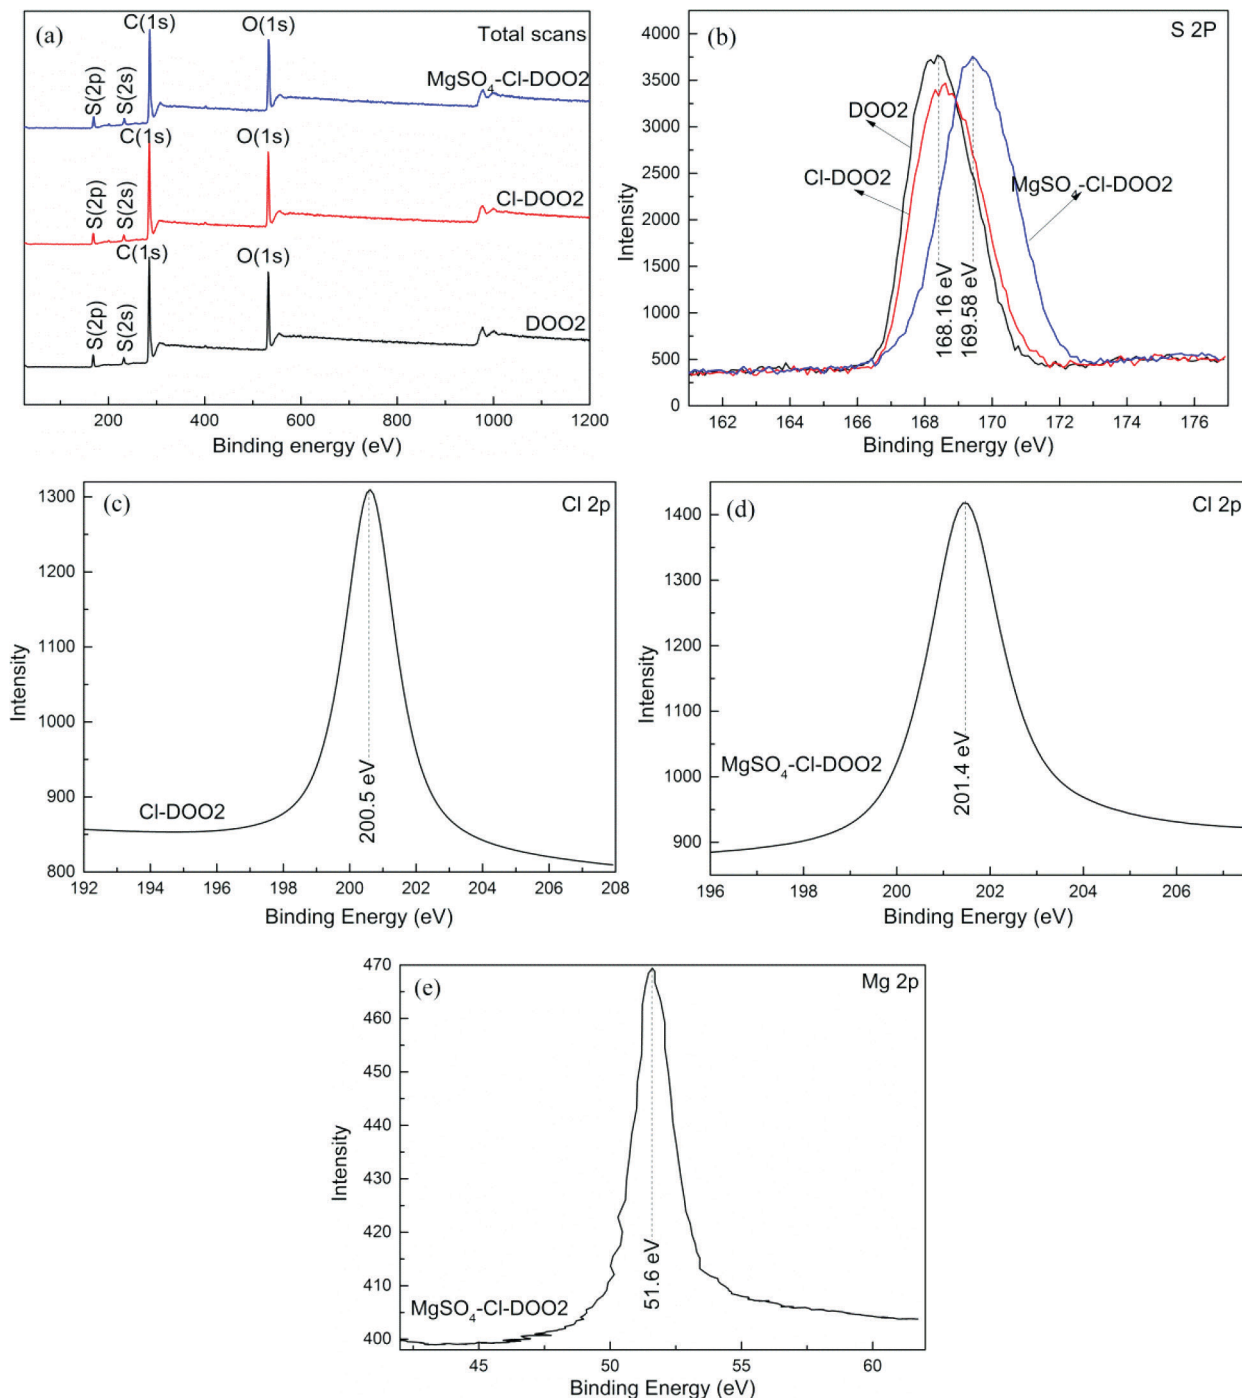 (a)
C(1s)
O(1s)
Total scans
S(2p)
S(2s)
MgSO4-Cl-DOO2
C(1s)
O(1s)
S(2p)
S(2s)
Cl-DOO2
C(1s)
O(1s)
S(2p)
S(2s)
DOO2
200 400 600 800 1000 1200
Binding energy (eV)
(b)
S 2P
4000
3500
3000
2500
2000
1500
1000
500
0
Intensity
DOO2
Cl-DOO2
MgSO4-Cl-DOO2
168.16 eV
169.58 eV
162 164 166 168 170 172 174 176
Binding Energy (eV)
(c)
Cl 2p
1300
1200
1100
1000
900
800
Intensity
Cl-DOO2
200.5 eV
192 194 196 198 200 202 204 206 208
Binding Energy (eV)
(d)
Cl 2p
1400
1300
1200
1100
1000
900
Intensity
MgSO4-Cl-DOO2
201.4 eV
196 198 200 202 204 206
Binding Energy (eV)
(e)
Mg 2p
470
460
450
440
430
420
410
400
Intensity
MgSO4-Cl-DOO2
51.6 eV
45 50 55 60
Binding Energy (eV)